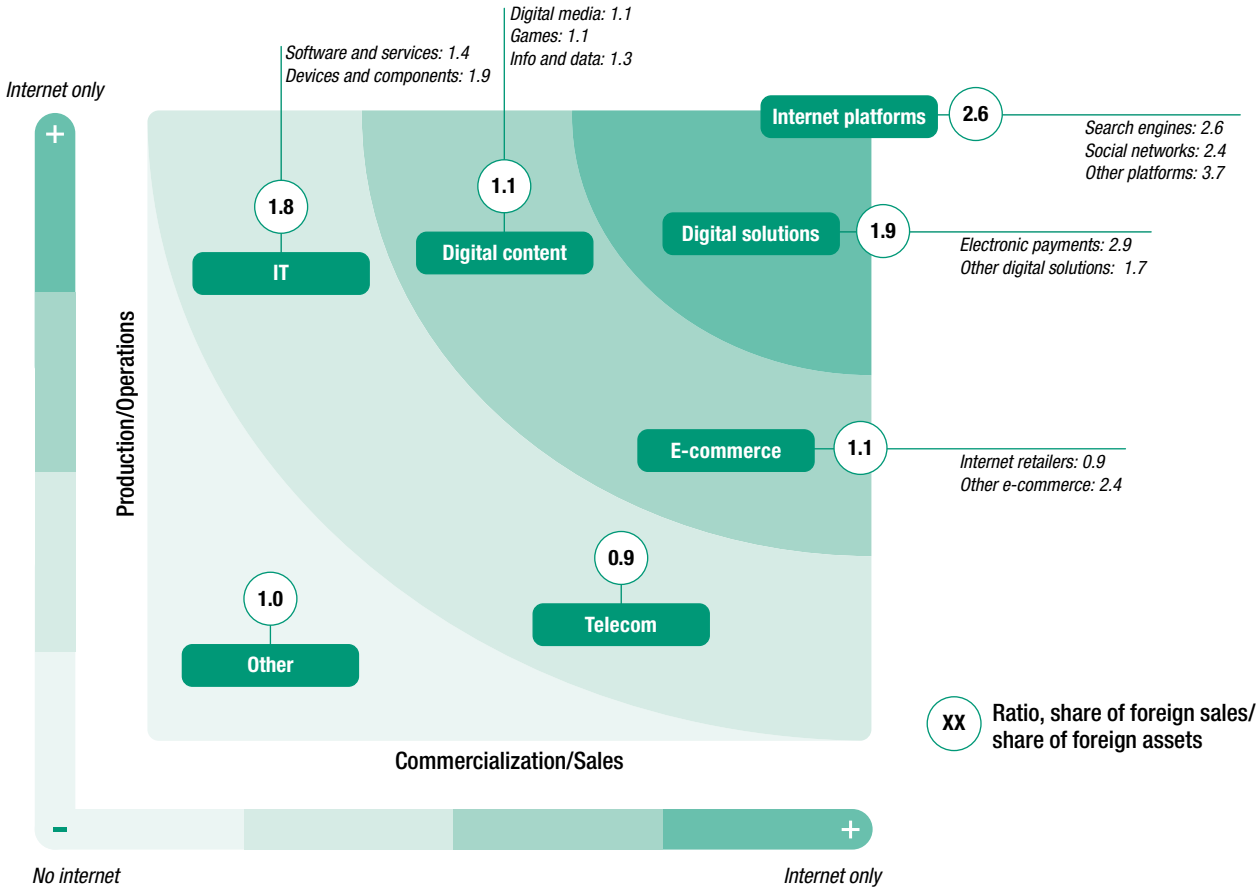 Digital media: 1.1
Games: 1.1
Info and data: 1.3
Software and services: 1.4
Devices and components: 1.9
Internet only
+
Internet platforms
2.6
Search engines: 2.6
Social networks: 2.4
Other platforms: 3.7
1.8
IT
1.1
Digital content
Digital solutions
1.9
Electronic payments: 2.9
Other digital solutions: 1.7
Production/Operations
E-commerce
1.1
Internet retailers: 0.9
Other e-commerce: 2.4
0.9
Telecom
1.0
Other
XX
Ratio, share of foreign sales/
share of foreign assets
Commercialization/Sales
-
+
No internet
Internet only